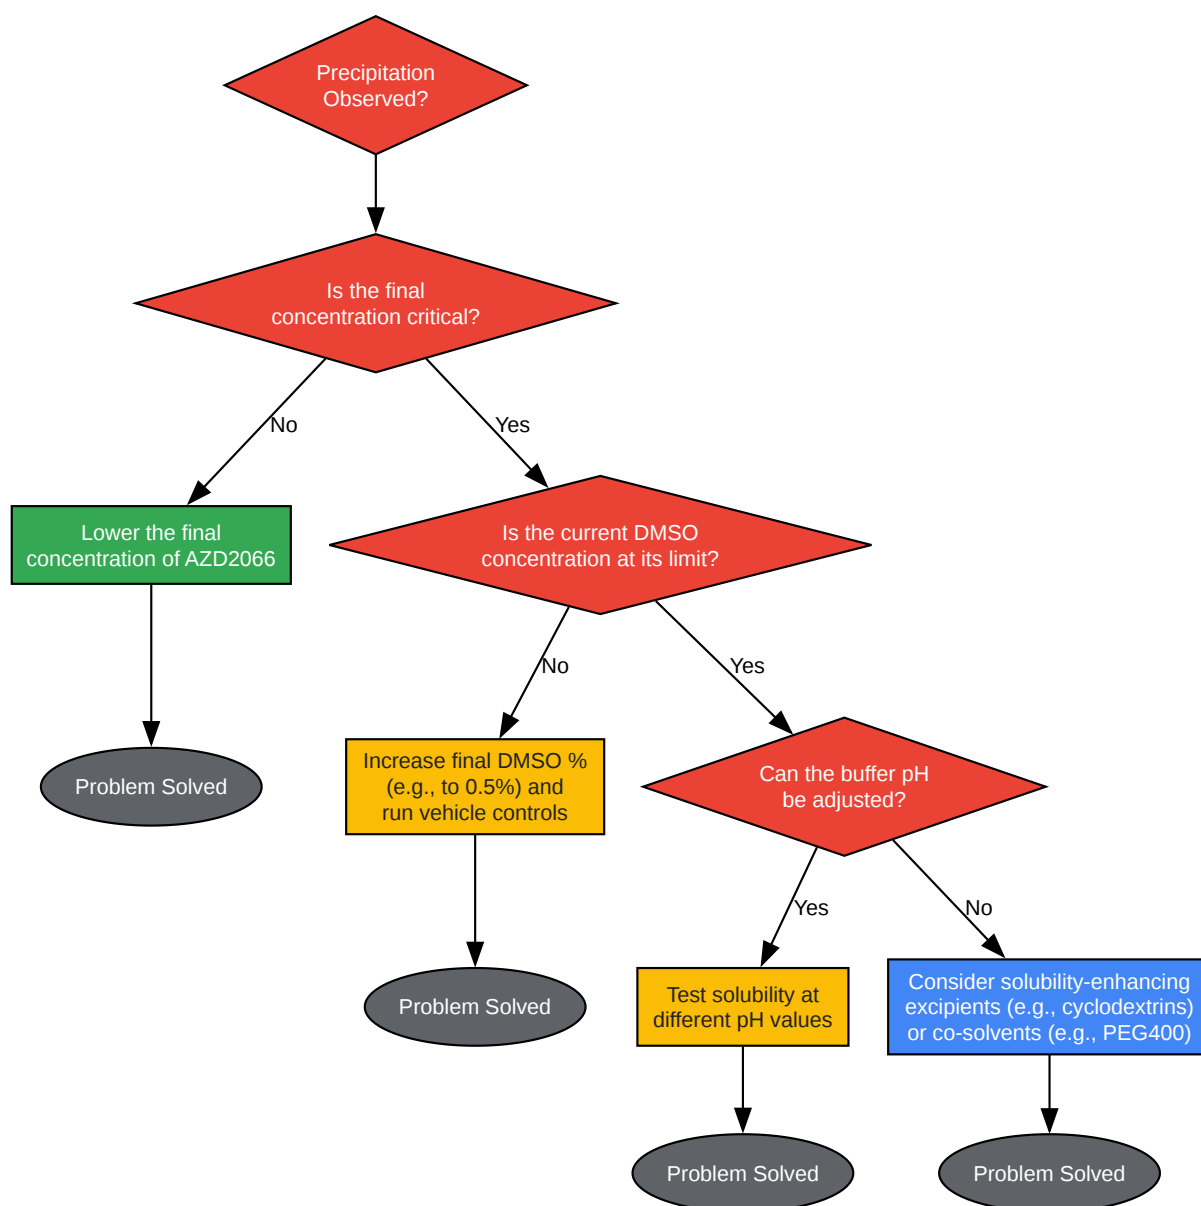 Precipitation
Observed?
Is the final
concentration critical?
No
Yes
Lower the final
concentration of AZD2066
Is the current DMSO
concentration at its limit?
No
Yes
Problem Solved
Increase final DMSO %
(e.g., to 0.5%) and
run vehicle controls
Can the buffer pH
be adjusted?
Yes
No
Problem Solved
Test solubility at
different pH values
Consider solubility-enhancing
excipients (e.g., cyclodextrins)
or co-solvents (e.g., PEG400)
Problem Solved
Problem Solved